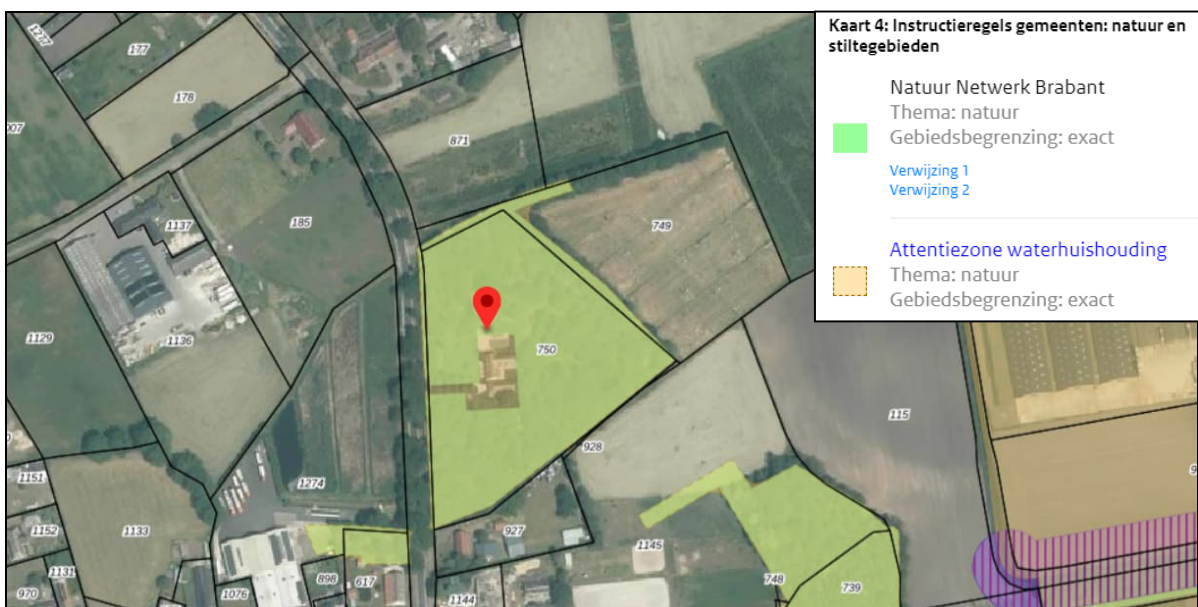 Kaart 4: Instructieregels gemeenten: natuur en
stiltegebieden
Natuur Netwerk Brabant
Thema: natuur
Gebiedsbegrenzing: exact
Verwijzing 1
Verwijzing 2
Attentiezone waterhuishouding
Thema: natuur
Gebiedsbegrenzing: exact
1277
177
178
871
185
1137
749
1129
1136
750
115
928
1151
1274
1152
1133
927
1145
1131
898
617
748
739
970
1076
1144